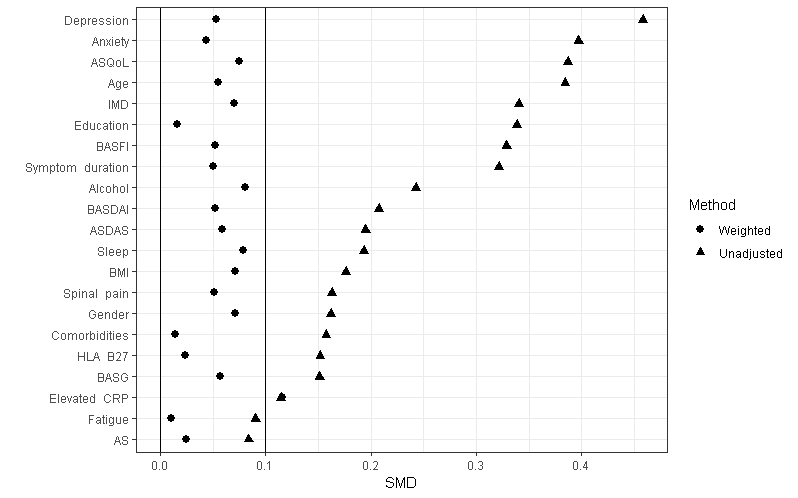 Depression
Anxiety
ASQoL
Age
IMD
Education
BASFI
Symptom duration
Alcohol
BASDAI
ASDAS
Sleep
BMI
Spinal pain
Gender
Comorbidities
HLA B27
BASG
Elevated CRP
Fatigue
AS
0.0 0.1 0.2 0.3 0.4
SMD
Method
Weighted
Unadjusted